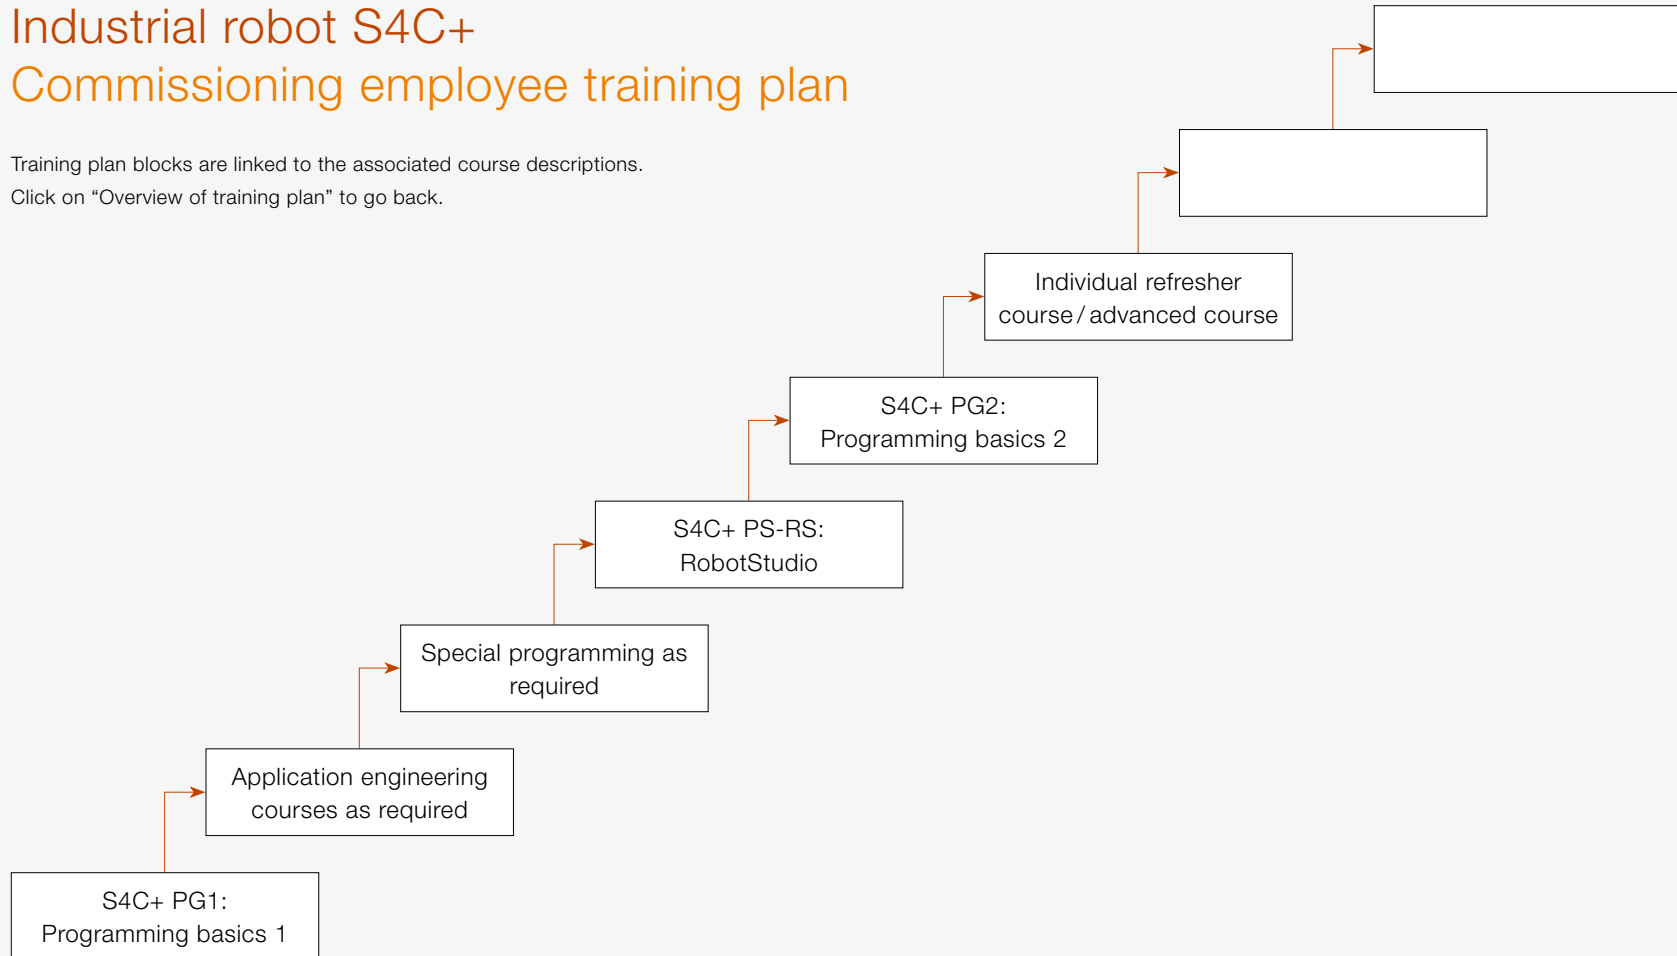 Industrial robot S4C+
Commissioning employee training plan
Training plan blocks are linked to the associated course descriptions.
Click on “Overview of training plan” to go back.
Individual refresher
course / advanced course
S4C+ PG2:
Programming basics 2
S4C+ PS-RS:
RobotStudio
Special programming as
required
Application engineering
courses as required
S4C+ PG1:
Programming basics 1